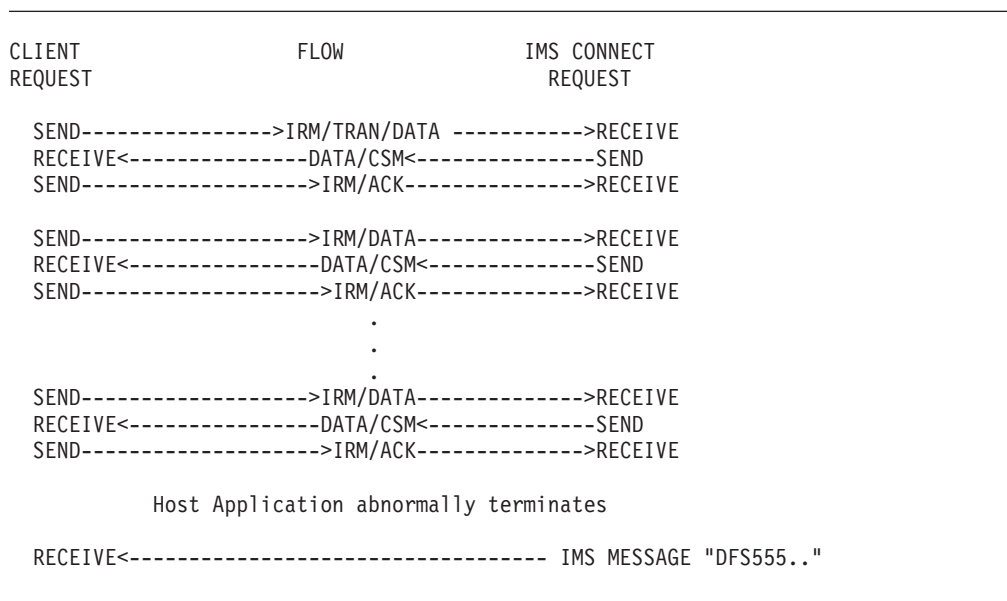 CLIENT                  FLOW               IMS CONNECT
REQUEST                                      REQUEST
  SEND---------------->IRM/TRAN/DATA ----------->RECEIVE
  RECEIVE<---------------DATA/CSM<---------------SEND
  SEND------------------->IRM/ACK--------------->RECEIVE
  SEND------------------->IRM/DATA-------------->RECEIVE
  RECEIVE<----------------DATA/CSM<--------------SEND
  SEND-------------------->IRM/ACK-------------->RECEIVE
                              .
                              .
                              .
  SEND------------------->IRM/DATA-------------->RECEIVE
  RECEIVE<----------------DATA/CSM<--------------SEND
  SEND-------------------->IRM/ACK-------------->RECEIVE
            Host Application abnormally terminates
  RECEIVE<----------------------------------- IMS MESSAGE "DFS555.."